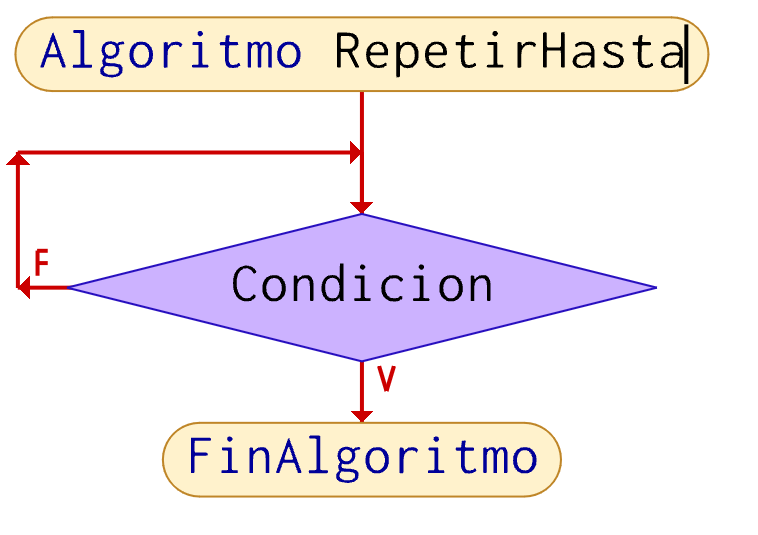 Algoritmo RepetirHasta
F
Condicion
V
FinAlgoritmo